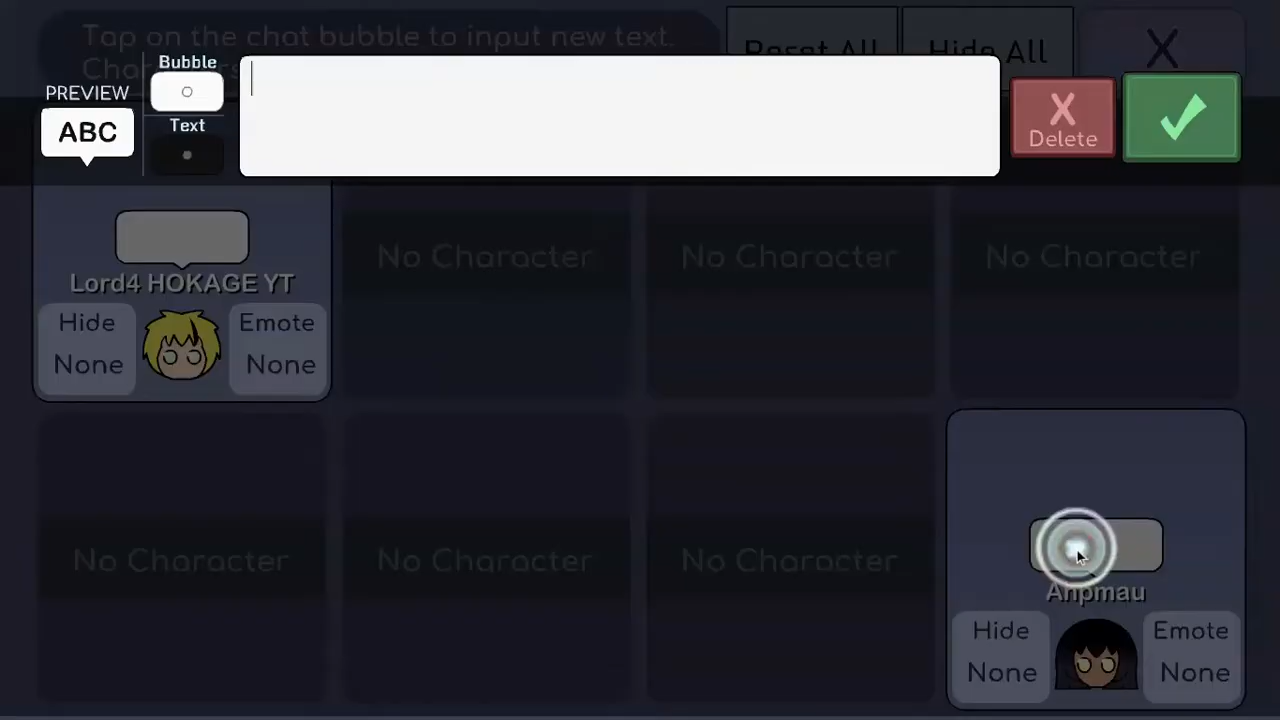 Tap on the chat bubble to input new text.
Reset All
Hide All
X
Bubble
PREVIEW
ABC
Text
X
Delete
Lord4 HOKAGE YT
Hide
None
Emote
None
No Character
No Character
No Character
No Character
No Character
No Character
Ahpmau
Hide
None
Emote
None